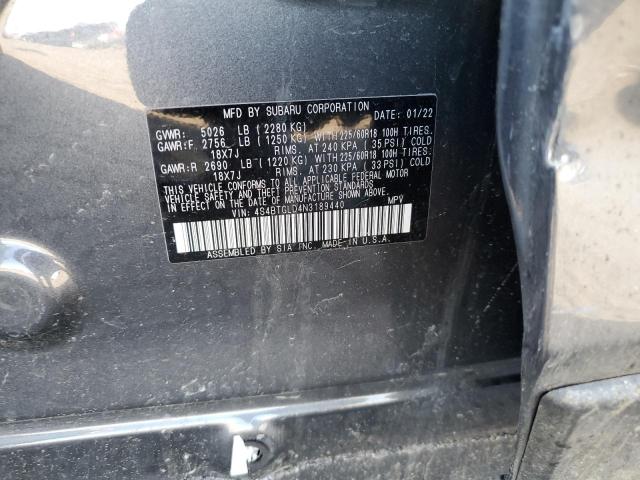 MFD BY SUBARU CORPORATION DATE: 01/22
GVWR: 5026 LB (2280 KG)
GAWR:F 2756 LB (1250 KG) WITH 225/60R18 100H TIRES,
18X7J RIMS, AT 240 KPA (35 PSI) COLD
GAWR:R 2690 LB (1220 KG) WITH 225/60R18 100H TIRES,
18X7J RIMS, AT 230 KPA (33 PSI) COLD
THIS VEHICLE CONFORMS TO ALL APPLICABLE FEDERAL MOTOR
VEHICLE SAFETY AND THEFT PREVENTION STANDARDS
IN EFFECT ON THE DATE OF MANUFACTURE SHOWN ABOVE.
VIN: 4S4BTGLD4N3189440 MPV
ASSEMBLED BY SIA INC. IN U.S.A.